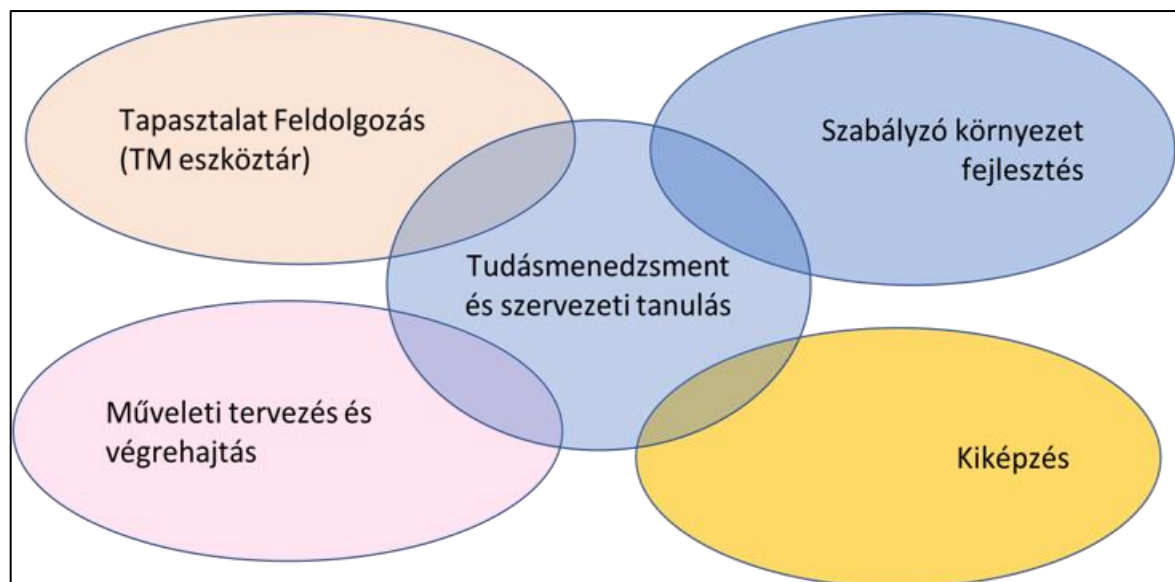 Tapasztalat Feldolgozás
(TM eszköztár)
Szabályzó környezet
fejlesztés
Tudásmenedzsment
és szervezeti tanulás
Műveleti tervezés és
végrehajtás
Kiképzés